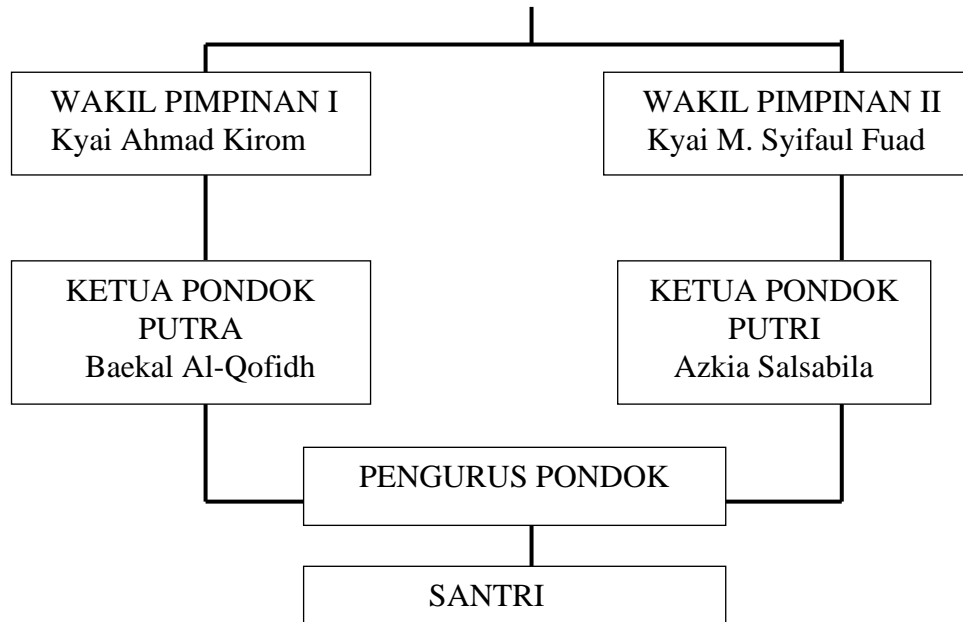 WAKIL PIMPINAN I
Kyai Ahmad Kirom
WAKIL PIMPINAN II
Kyai M. Syifaul Fuad
KETUA PONDOK
PUTRA
Baekal Al-Qofidh
KETUA PONDOK
PUTRI
Azkia Salsabila
PENGURUS PONDOK
SANTRI